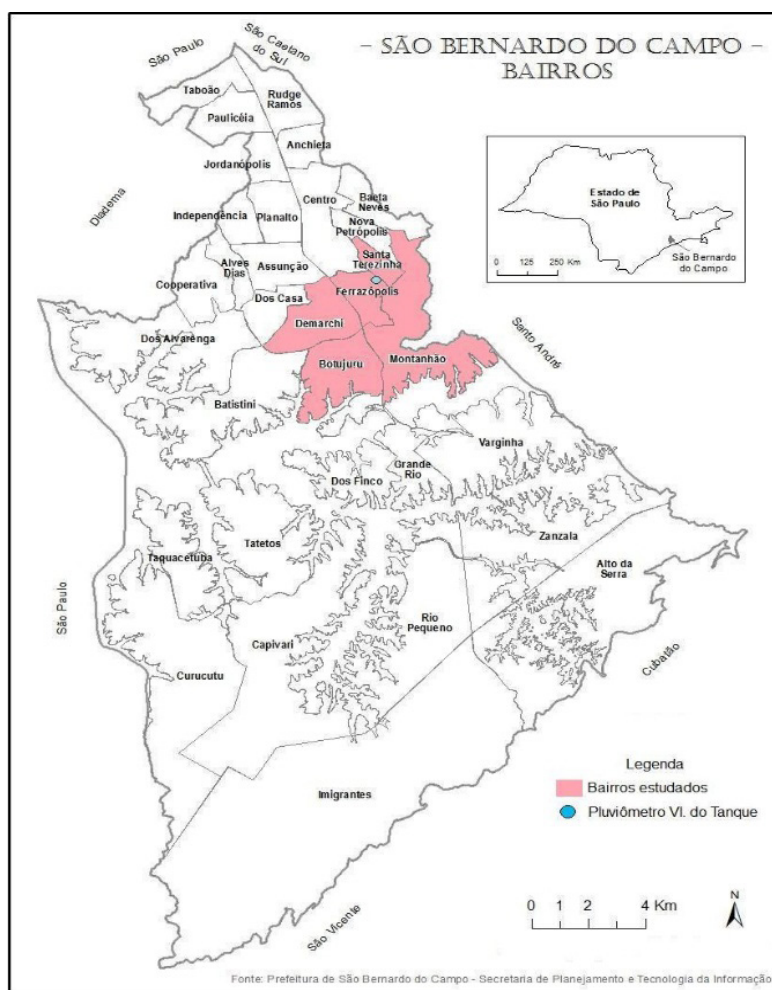 - SÃO BERNARDO DO CAMPO -
BAIRROS
São Paulo
São Caetano
do Sul
Taboão
Rudge
Ramos
Paulicéia
Anchieta
Jordanópolis
Diadema
Centro
Baeta
Neves
Independência
Planalto
Nova
Petrópolis
Santa
Terezinha
Alves
Dias
Assunção
Cooperativa
Dos Casa
Ferrazópolis
Demarchi
Dos Alvarenga
Botujuru
Montanhão
Santo André
Batistini
Varginha
Grande
Rio
Dos Finco
Zanzala
Tatetos
Taquacetuba
Alto da
Serra
São Paulo
Rio
Pequeno
Capivari
Curucutu
Cubatão
Imigrantes
São Vicente
Estado de
São Paulo
0 125 250 Km
São Bernardo
do Campo
Legenda
Bairros estudados
Pluviômetro Vl. do Tanque
0 1 2 4 Km
N
Fonte: Prefeitura de São Bernardo do Campo - Secretaria de Planejamento e Tecnologia da Informação